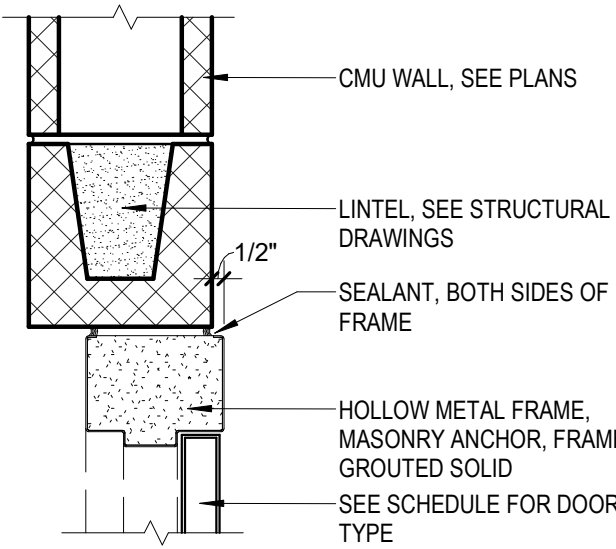 CMU WALL, SEE PLANS
LINTEL, SEE STRUCTURAL
DRAWINGS
1/2"
SEALANT, BOTH SIDES OF
FRAME
HOLLOW METAL FRAME,
MASONRY ANCHOR, FRAM
GROUTED SOLID
SEE SCHEDULE FOR DOOR
TYPE